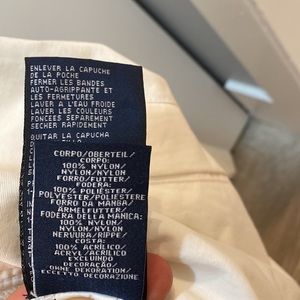 ENLEVER LA CAPUCHE
DE LA POCHE
FERMER LES BANDES
AUTO-AGRIPPANTE ET
LES FERMETURES
LAVER A L'EAU FROIDE
LAVER LES COULEURS
FONCEES SEPAREMENT
SECHER RAPIDEMENT
QUITAR LA CAPUCHA
CORPO/OBERTEIL/
CORPO:
100% NYLON/
NYLON/NYLON
FORRO/FUTTER/
FODERA:
100% POLIÉSTER/
POLYESTER/POLIESTERE
FORRO DA MANGA/
ÄRMELFUTTER/
FODERA DELLA MANICA:
100% NYLON/
NYLON/NYLON
NERVURA/RIPPE/
COSTA:
100% ACRÍLICO/
ACRYL/ACRILICO
EXCLUINDO
DECORAÇÃO/
OHNE DEKORATION/
ECCETTO DECORAZIONE